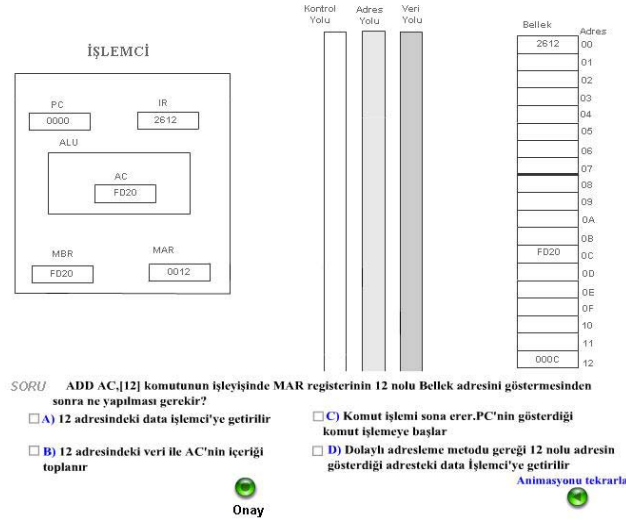 Kontrol
Yolu
Adres
Yolu
Veri
Yolu
Bellek
Adres
İŞLEMCİ
2612
00
01
02
03
04
05
06
07
08
09
0A
0B
FD20
0C
0D
0E
0F
10
11
000C
12
PC
0000
IR
2612
ALU
AC
FD20
MBR
FD20
MAR
0012
SORU ADD AC,[12] komutunun işleyişinde MAR registerinin 12 nolu Bellek adresini göstermesinden
sonra ne yapılması gerekir?
A) 12 adresindeki data işlemci'ye getirilir
B) 12 adresindeki veri ile AC'nin içeriği
toplanır
C) Komut işlemi sona erer.PC'nin gösterdiği
komut işlemeye başlar
D) Dolaylı adresleme metodu gereği 12 nolu adresin
gösterdiği adresteki data İşlemci'ye getirilir
Onay
Animasyonu tekrarla